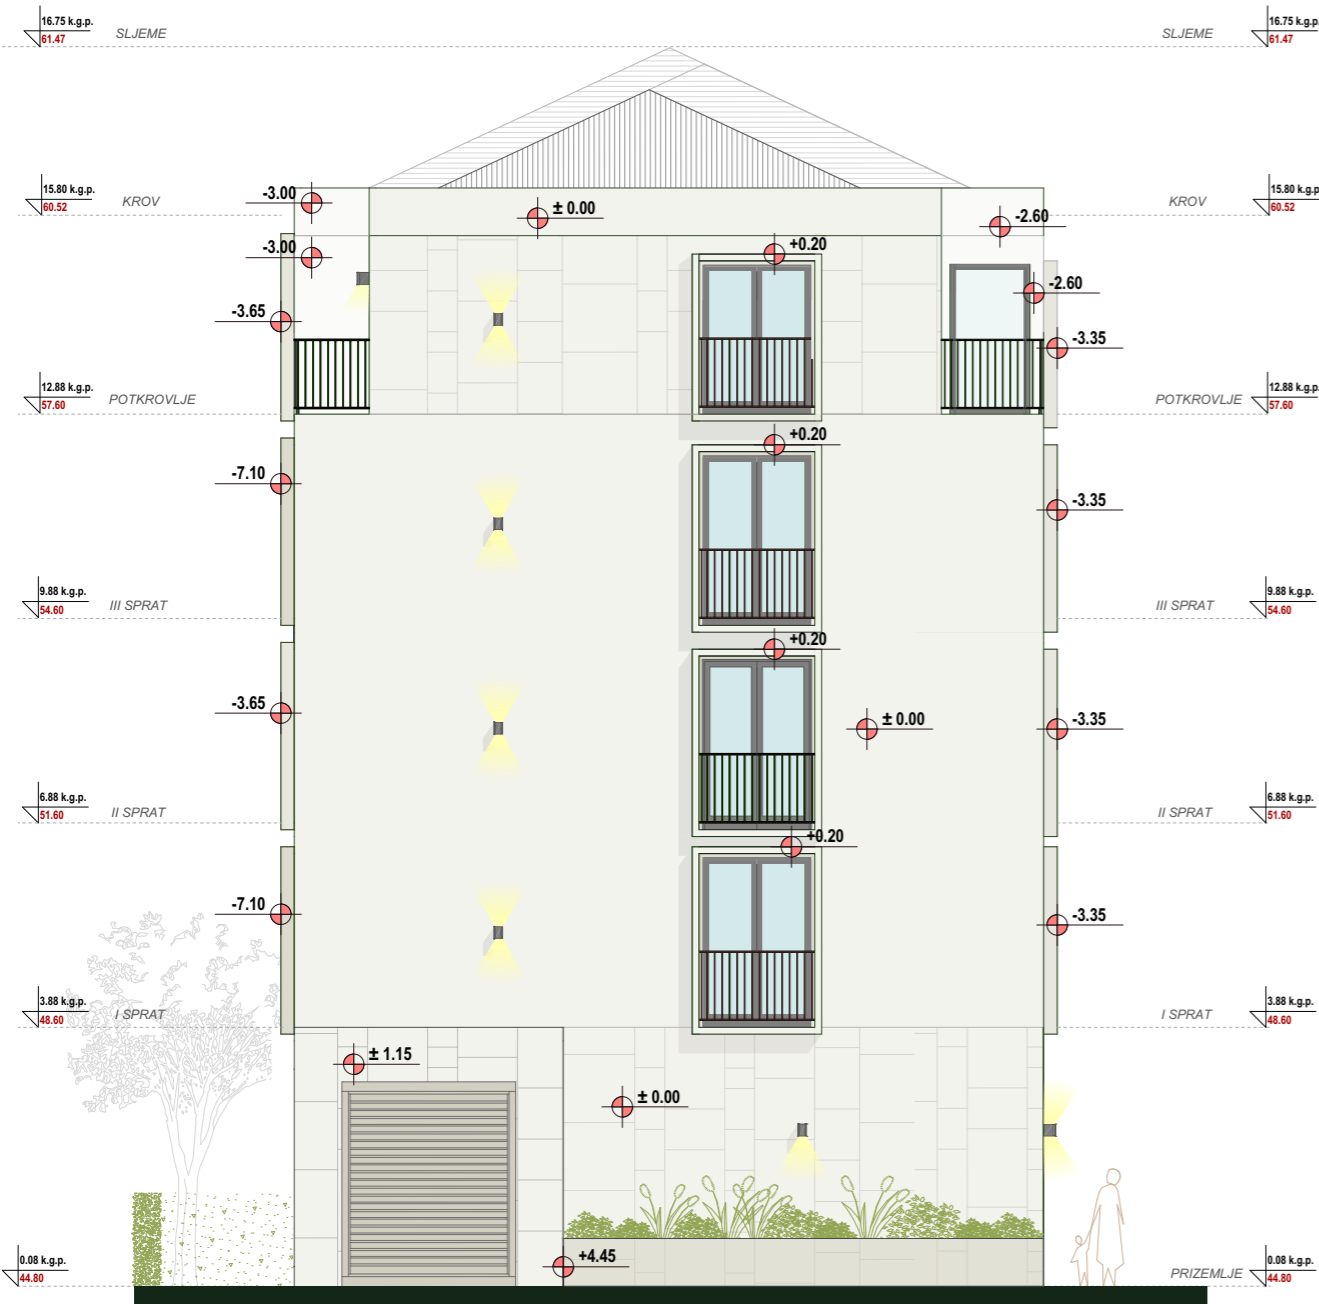 16.75 k.g.p.
61.47
SLJEME
SLJEME
16.75 k.g.p.
61.47
15.80 k.g.p.
60.52
KROV
-3.00
± 0.00
-2.60
KROV
15.80 k.g.p.
60.52
-3.00
+0.20
-2.60
-3.65
-3.35
12.88 k.g.p.
57.60
POTKROVLJE
POTKROVLJE
12.88 k.g.p.
57.60
+0.20
-7.10
-3.35
9.88 k.g.p.
54.60
III SPRAT
III SPRAT
9.88 k.g.p.
54.60
+0.20
-3.65
± 0.00
-3.35
6.88 k.g.p.
51.60
II SPRAT
II SPRAT
6.88 k.g.p.
51.60
+0.20
-7.10
-3.35
3.88 k.g.p.
48.60
I SPRAT
I SPRAT
3.88 k.g.p.
48.60
± 1.15
± 0.00
+4.45
0.08 k.g.p.
44.80
PRIZEMLJE
0.08 k.g.p.
44.80